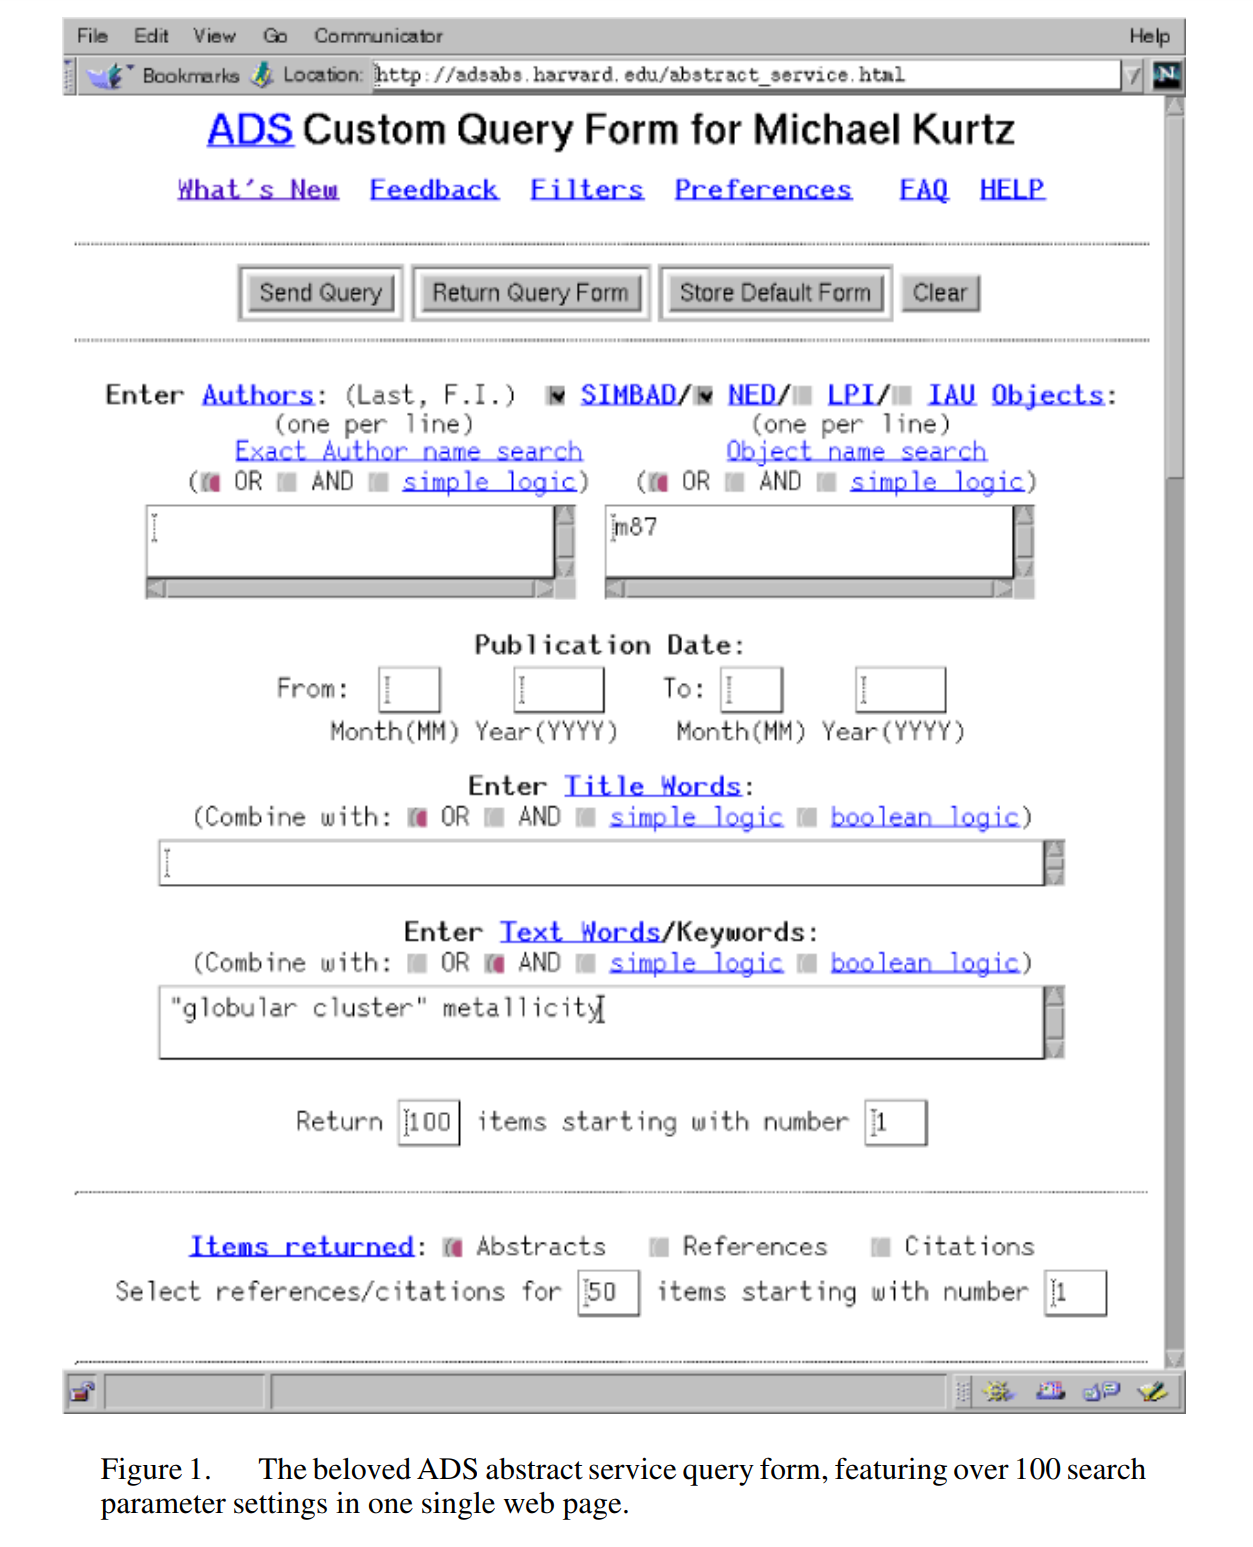 File Edit View Go Communicator Help
Bookmarks Location: http://adsabs.harvard.edu/abstract_service.html N
ADS Custom Query Form for Michael Kurtz
What's New Feedback Filters Preferences FAQ HELP
Send Query Return Query Form Store Default Form Clear
Enter Authors: (Last, F.I.) SIMBAD/ NED/ LPI/ IAU Objects:
(one per line) (one per line)
Exact Author name search Object name search
( OR AND simple logic) ( OR AND simple logic)
m87
Publication Date:
From: To:
Month(MM) Year(YYYY) Month(MM) Year(YYYY)
Enter Title Words:
(Combine with: OR AND simple logic boolean logic)
Enter Text Words/Keywords:
(Combine with: OR AND simple logic boolean logic)
"globular cluster" metallicity
Return 100 items starting with number 1
Items returned: Abstracts References Citations
Select references/citations for 50 items starting with number 1
Figure 1. The beloved ADS abstract service query form, featuring over 100 search
parameter settings in one single web page.